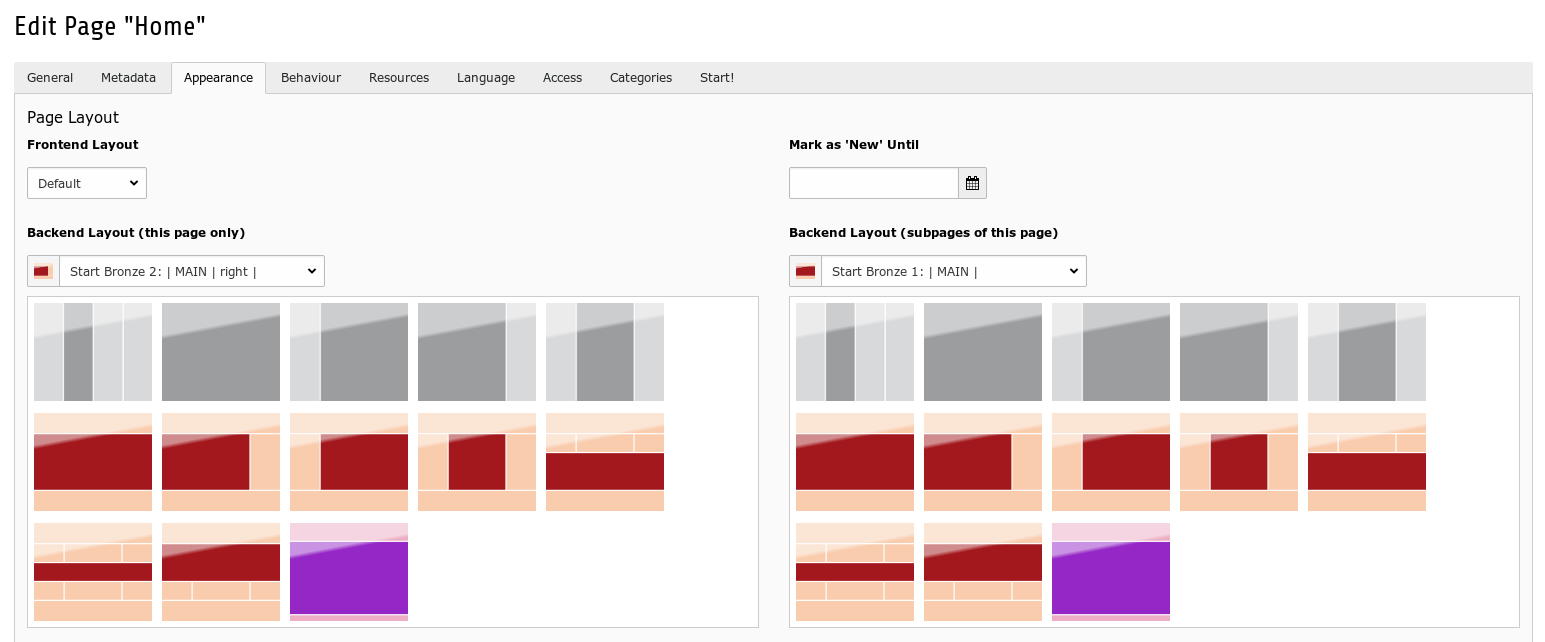 Edit Page "Home"
General Metadata Appearance Behaviour Resources Language Access Categories Start!
Page Layout
Frontend Layout
Default
Mark as 'New' Until
Backend Layout (this page only)
Start Bronze 2: | MAIN | right |
Backend Layout (subpages of this page)
Start Bronze 1: | MAIN |